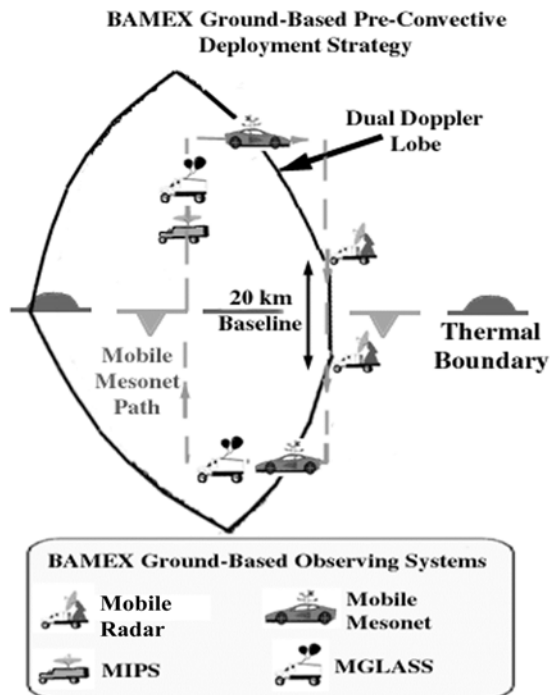 BAMEX Ground-Based Pre-Convective
Deployment Strategy
Dual Doppler
Lobe
20 km
Baseline
Thermal
Boundary
Mobile
Mesonet
Path
BAMEX Ground-Based Observing Systems
Mobile
Radar
Mobile
Mesonet
MIPS
MGLASS